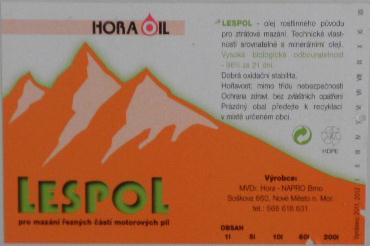 HORA OIL
LESPOL - olej rostlinného původu
pro ztrátové mazání. Technické vlast-
nosti srovnatelné s minerálními oleji.
Vysoká biologická odbouratelnost
- 96% za 21 dní.
Dobrá oxidační stabilita.
Hořlavost: mimo třídu nebezpečnosti
Ochrana zdraví: bez zvláštních opatření
Prázdný obal předejte k recyklaci
v místě určeném obcí.
HDPE
LESPOL
pro mazání řezných částí motorových pil
Výrobce:
MVDr. Hora - NAPRO Brno
Soškova 660, Nové Město n. Mor.
tel.: 566 618 631
OBSAH
1l 5l 10l 60l 200l